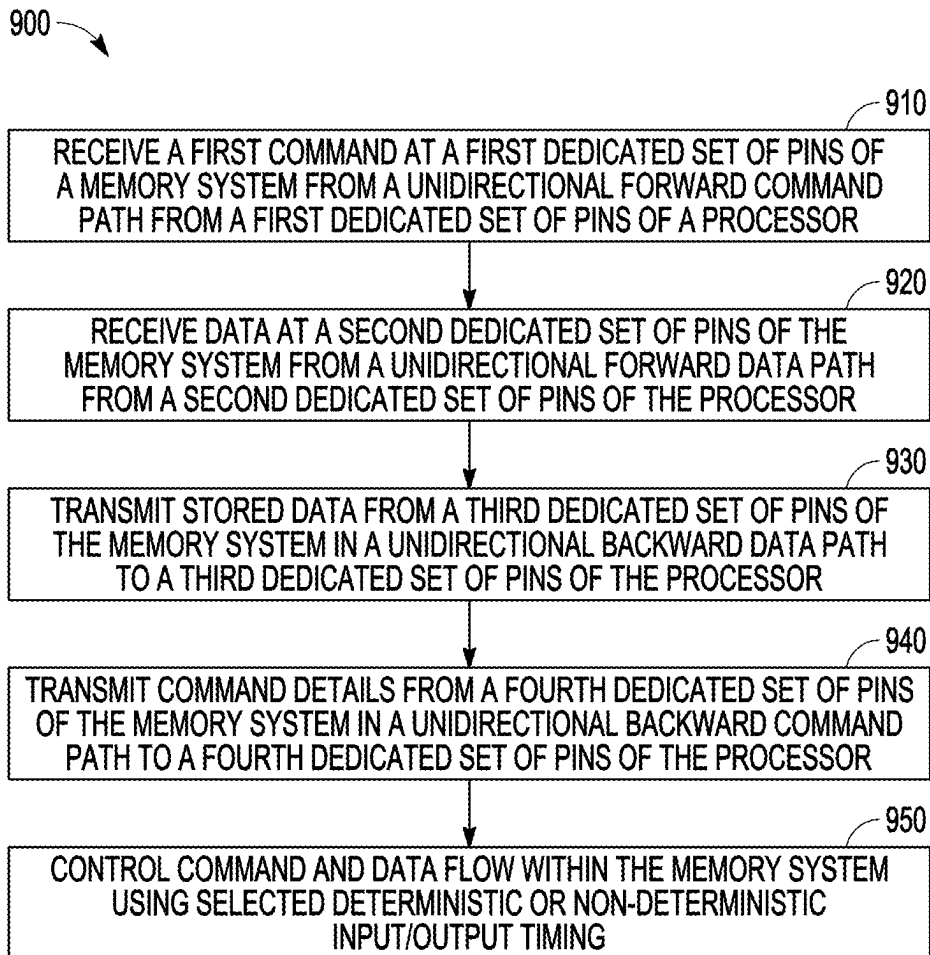 900
910
RECEIVE A FIRST COMMAND AT A FIRST DEDICATED SET OF PINS OF
A MEMORY SYSTEM FROM A UNIDIRECTIONAL FORWARD COMMAND
PATH FROM A FIRST DEDICATED SET OF PINS OF A PROCESSOR
920
RECEIVE DATA AT A SECOND DEDICATED SET OF PINS OF THE
MEMORY SYSTEM FROM A UNIDIRECTIONAL FORWARD DATA PATH
FROM A SECOND DEDICATED SET OF PINS OF THE PROCESSOR
930
TRANSMIT STORED DATA FROM A THIRD DEDICATED SET OF PINS OF
THE MEMORY SYSTEM IN A UNIDIRECTIONAL BACKWARD DATA PATH
TO A THIRD DEDICATED SET OF PINS OF THE PROCESSOR
940
TRANSMIT COMMAND DETAILS FROM A FOURTH DEDICATED SET OF PINS
OF THE MEMORY SYSTEM IN A UNIDIRECTIONAL BACKWARD COMMAND
PATH TO A FOURTH DEDICATED SET OF PINS OF THE PROCESSOR
950
CONTROL COMMAND AND DATA FLOW WITHIN THE MEMORY SYSTEM
USING SELECTED DETERMINISTIC OR NON-DETERMINISTIC
INPUT/OUTPUT TIMING